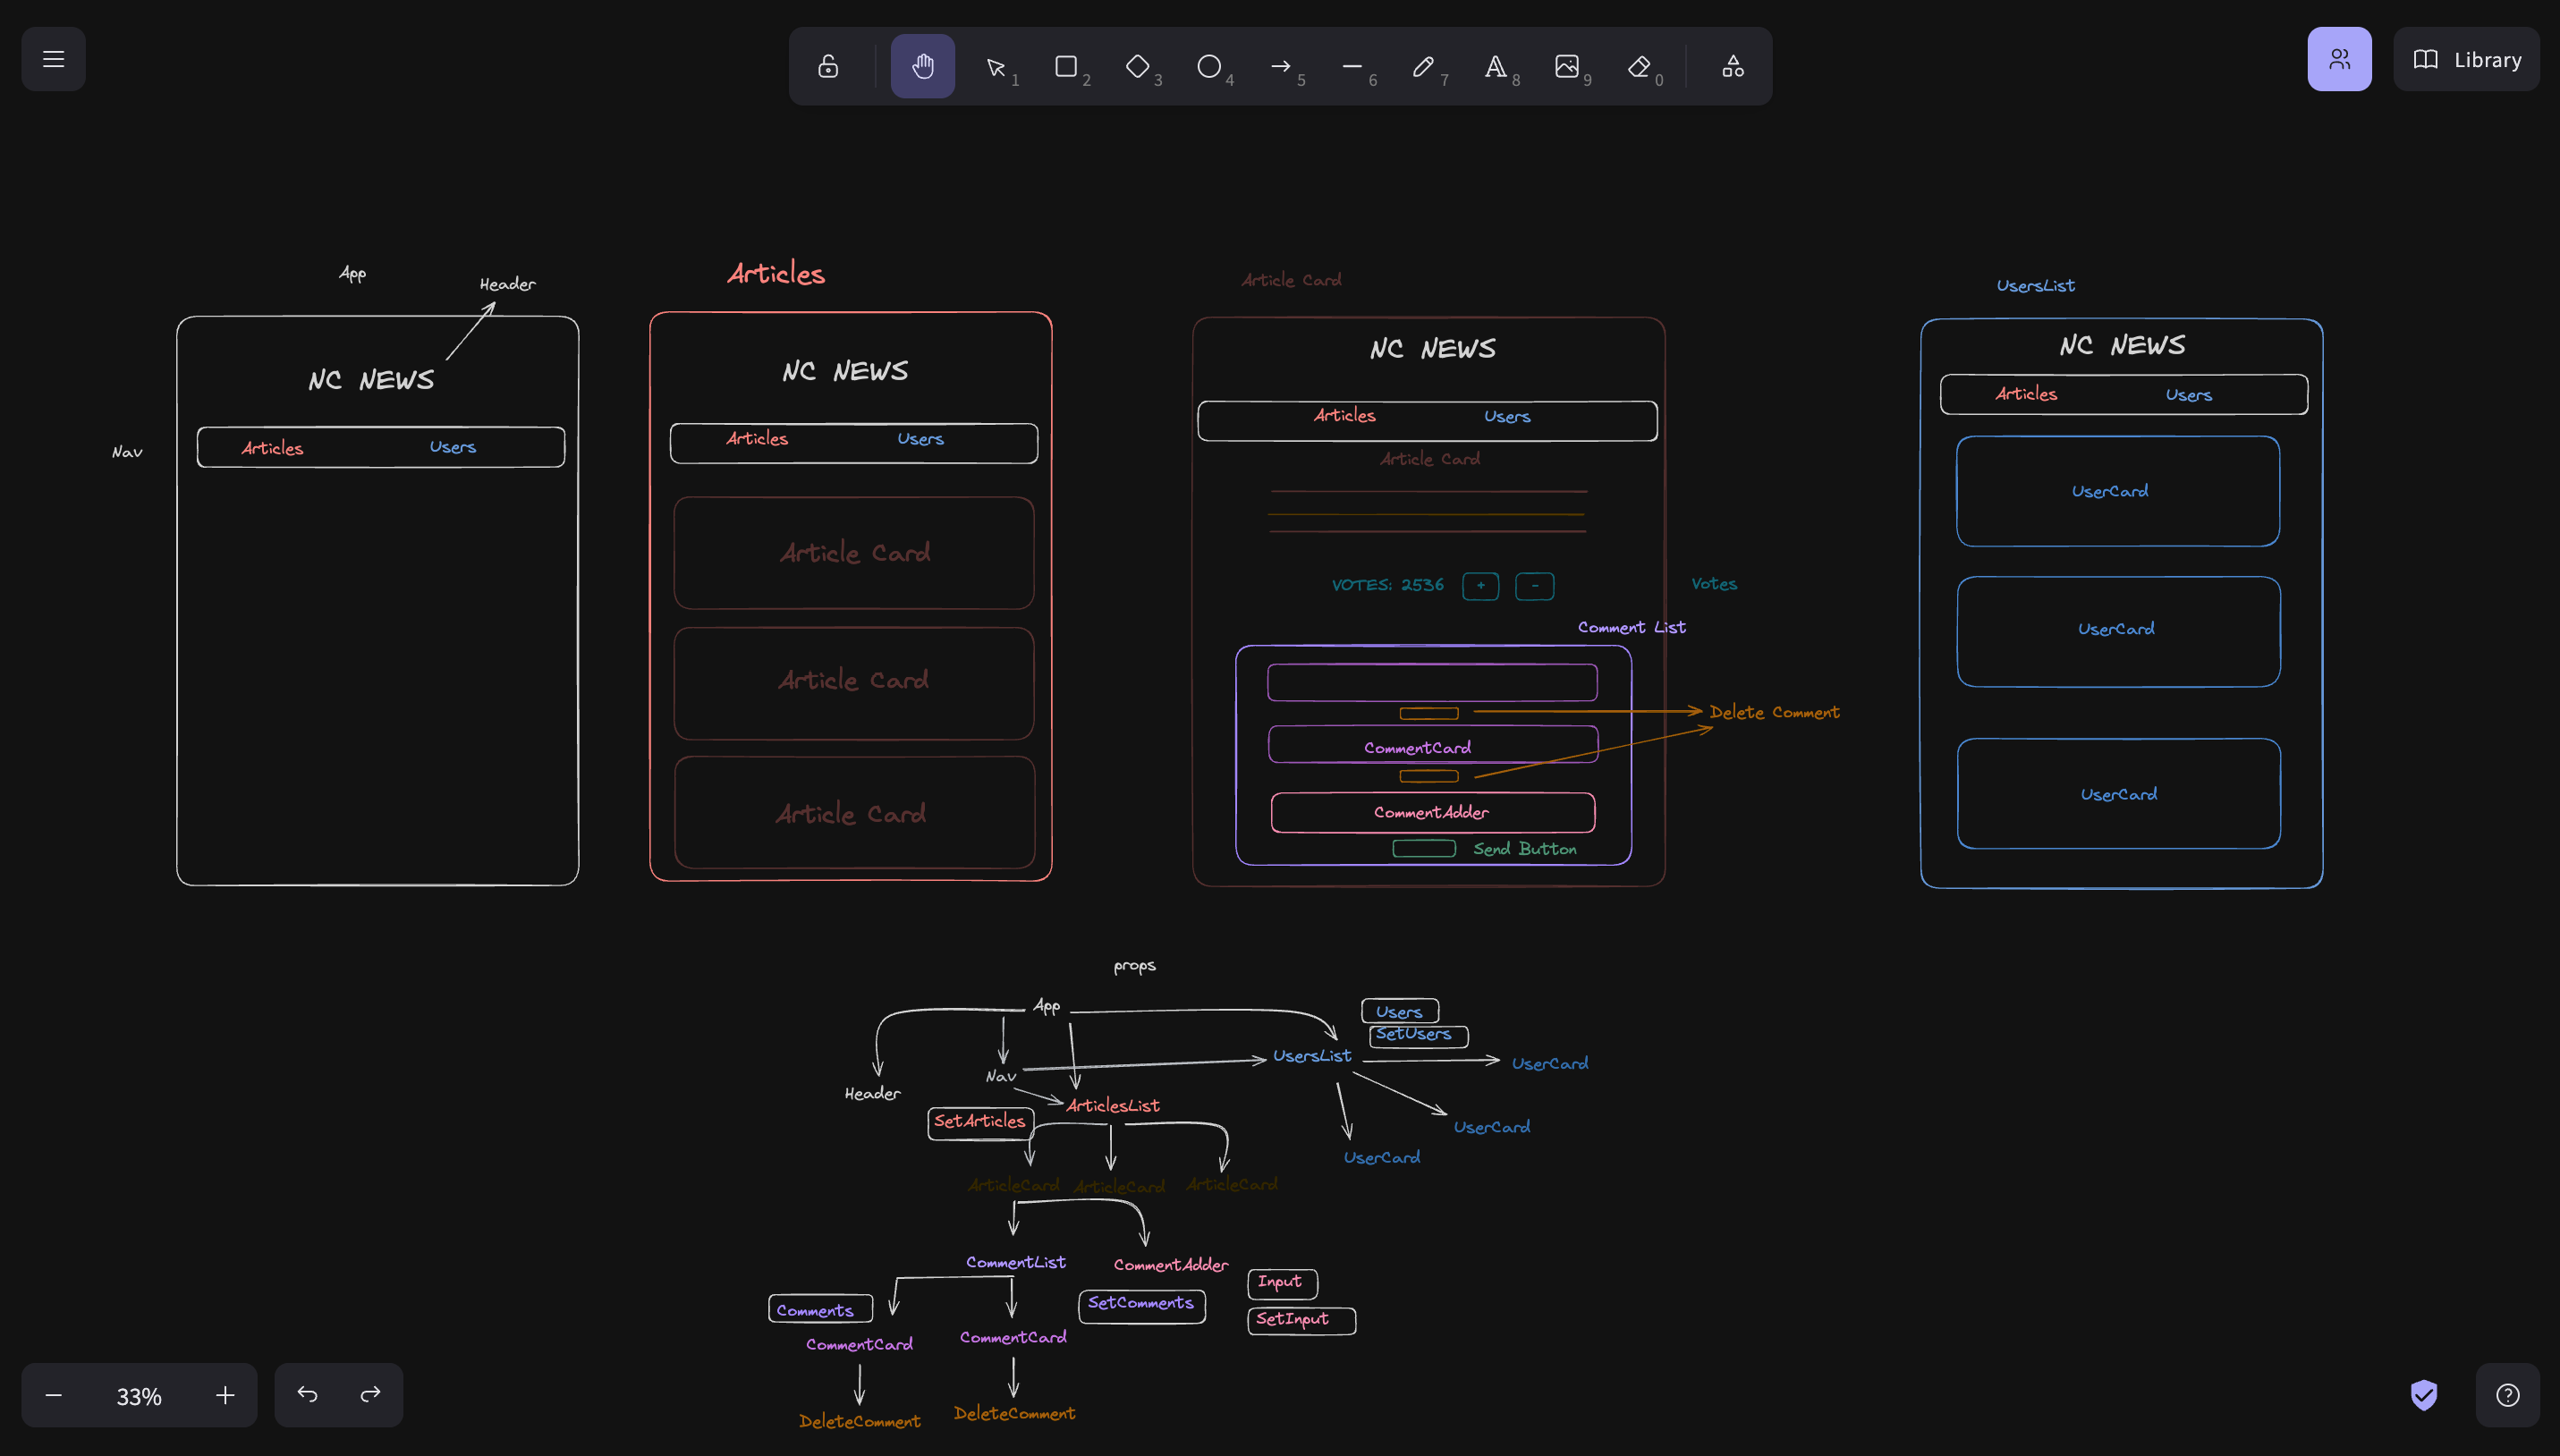 1 2 3 4 5 6 7 8 9 0
Library
App
Header
Articles
Article Card
UsersList
NC NEWS
Articles Users
Nav
NC NEWS
Articles Users
Article Card
Article Card
Article Card
NC NEWS
Articles Users
Article Card
VOTES: 2536 + -
Votes
Comment List
Delete Comment
CommentCard
CommentAdder
Send Button
NC NEWS
Articles Users
UserCard
UserCard
UserCard
props
App
Users
SetUsers
UsersList
UserCard
Nav
Header
ArticlesList
SetArticles
UserCard
UserCard
ArticleCard ArticleCard ArticleCard
CommentList
CommentAdder
Input
SetComments
Comments
SetInput
CommentCard
CommentCard
DeleteComment
DeleteComment
33%